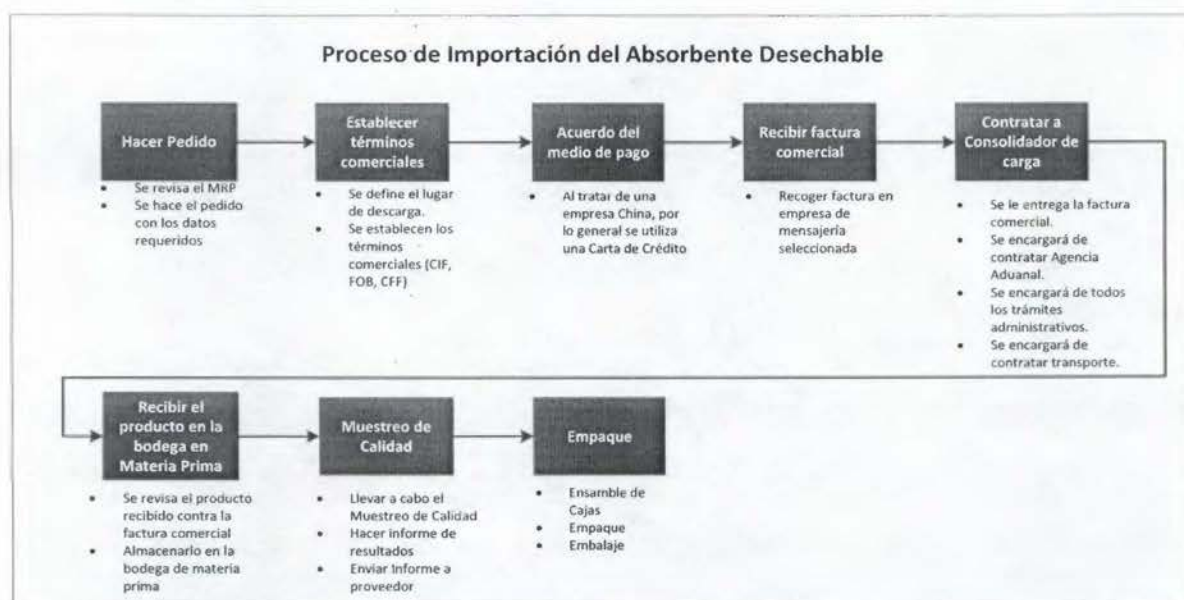 Proceso de Importación del Absorbente Desechable
Hacer Pedido
• Se revisa el MRP
• Se hace el pedido
con los datos
requeridos
Establecer
términos
comerciales
• Se define el lugar
de descarga.
• Se establecen los
términos
comerciales (CIF,
FOB, CFF)
Acuerdo del
medio de pago
• Al tratar de una
empresa China, por
lo general se utiliza
una Carta de Crédito
Recibir factura
comercial
• Recoger factura en
empresa de
mensajería
seleccionada
Contratar a
Consolidador de
carga
• Se le entrega la factura
comercial.
• Se encargará de
contratar Agencia
Aduanal.
• Se encargará de todos
los trámites
administrativos.
• Se encargará de
contratar transporte.
Recibir el
producto en la
bodega en
Materia Prima
• Se revisa el producto
recibido contra la
factura comercial
• Almacenarlo en la
bodega de materia
prima
Muestreo de
Calidad
• Llevar a cabo el
Muestreo de Calidad
• Hacer informe de
resultados
• Enviar Informe a
proveedor
Empaque
• Ensamble de
Cajas
• Empaque
• Embalaje